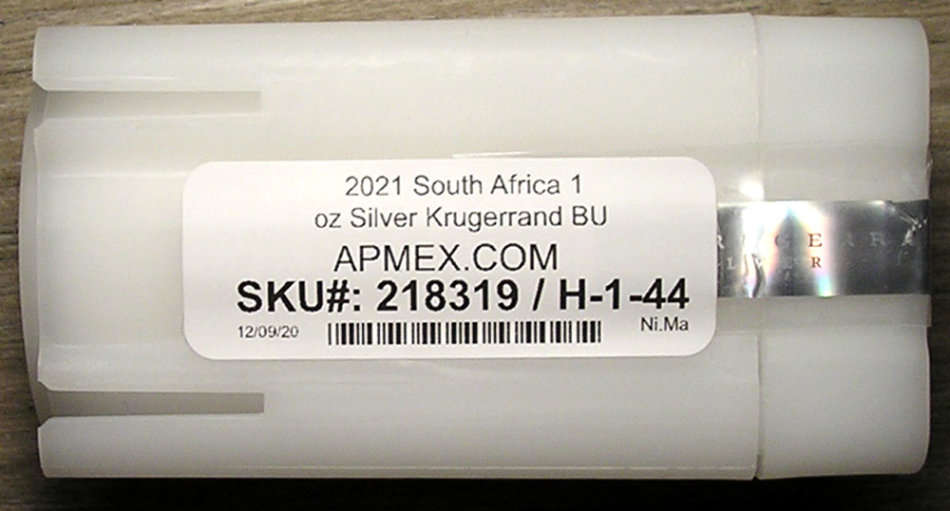 2021 South Africa 1
oz Silver Krugerrand BU
APMEX.COM
SKU#: 218319 / H-1-44
12/09/20
Ni.Ma